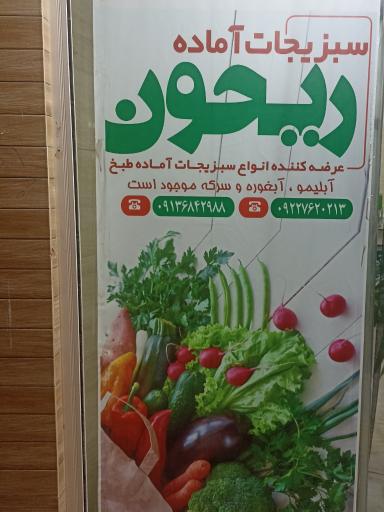 سبزیجات آماده
ریحون
عرضه کننده انواع سبزیجات آماده طبخ
آبلیمو ، آبغوره و سرکه موجود است
۰۹۱۳۶۸۴۲۹۸۸ ۰۹۲۲۷۶۲۰۲۱۳